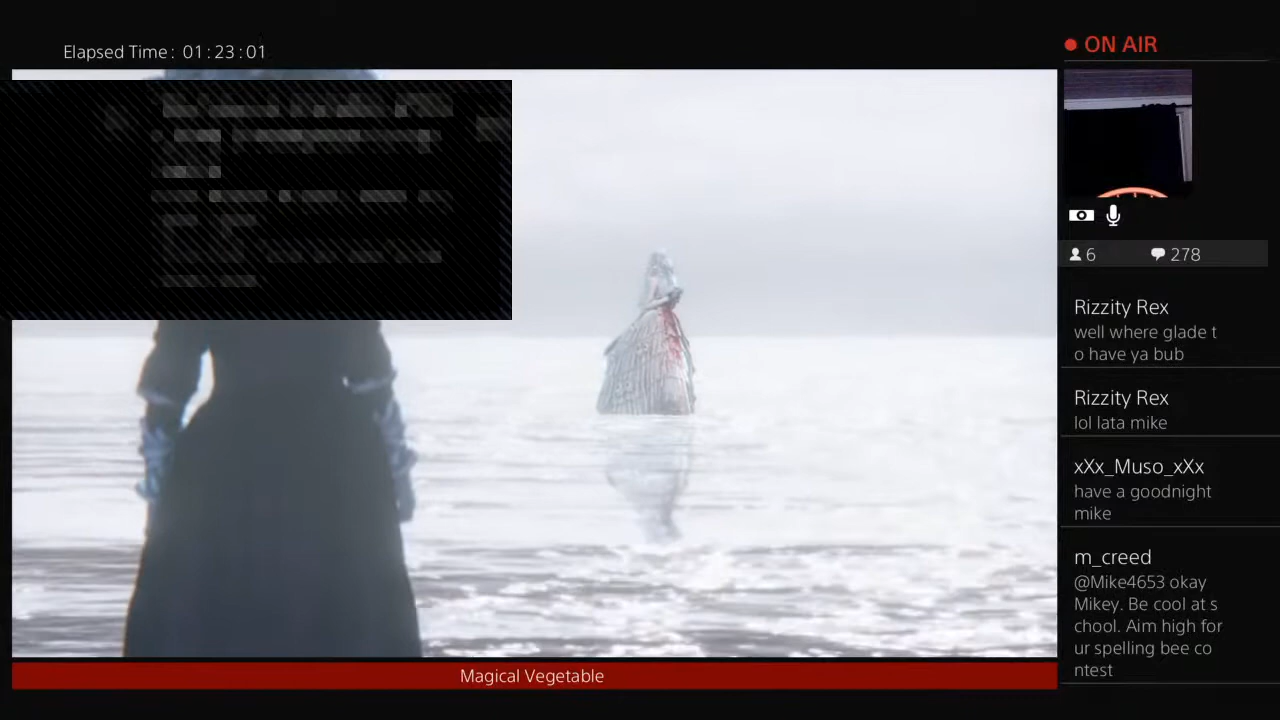 Elapsed Time: 01:23:01
ON AIR
6 278
Rizzity Rex
well where glade t
o have ya bub
Rizzity Rex
lol lata mike
xXx_Muso_xXx
have a goodnight
mike
m_creed
@Mike4653 okay
Mikey. Be cool at s
chool. Aim high for
ur spelling bee co
ntest
Magical Vegetable